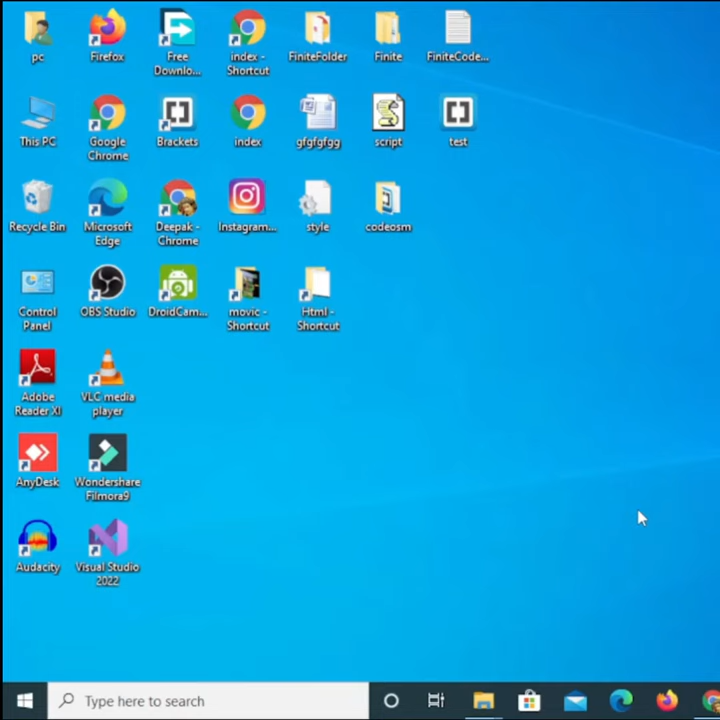 pc
Firefox
Free
Downlo...
index -
Shortcut
FiniteFolder
Finite
FiniteCode...
This PC
Google
Chrome
Brackets
index
gfgfgfgg
script
test
Recycle Bin
Microsoft
Edge
Deepak -
Chrome
Instagram...
style
codeosm
Control
Panel
OBS Studio
DroidCam...
movic -
Shortcut
Html -
Shortcut
Adobe
Reader XI
VLC media
player
AnyDesk
Wondershare
Filmora9
Audacity
Visual Studio
2022
Type here to search